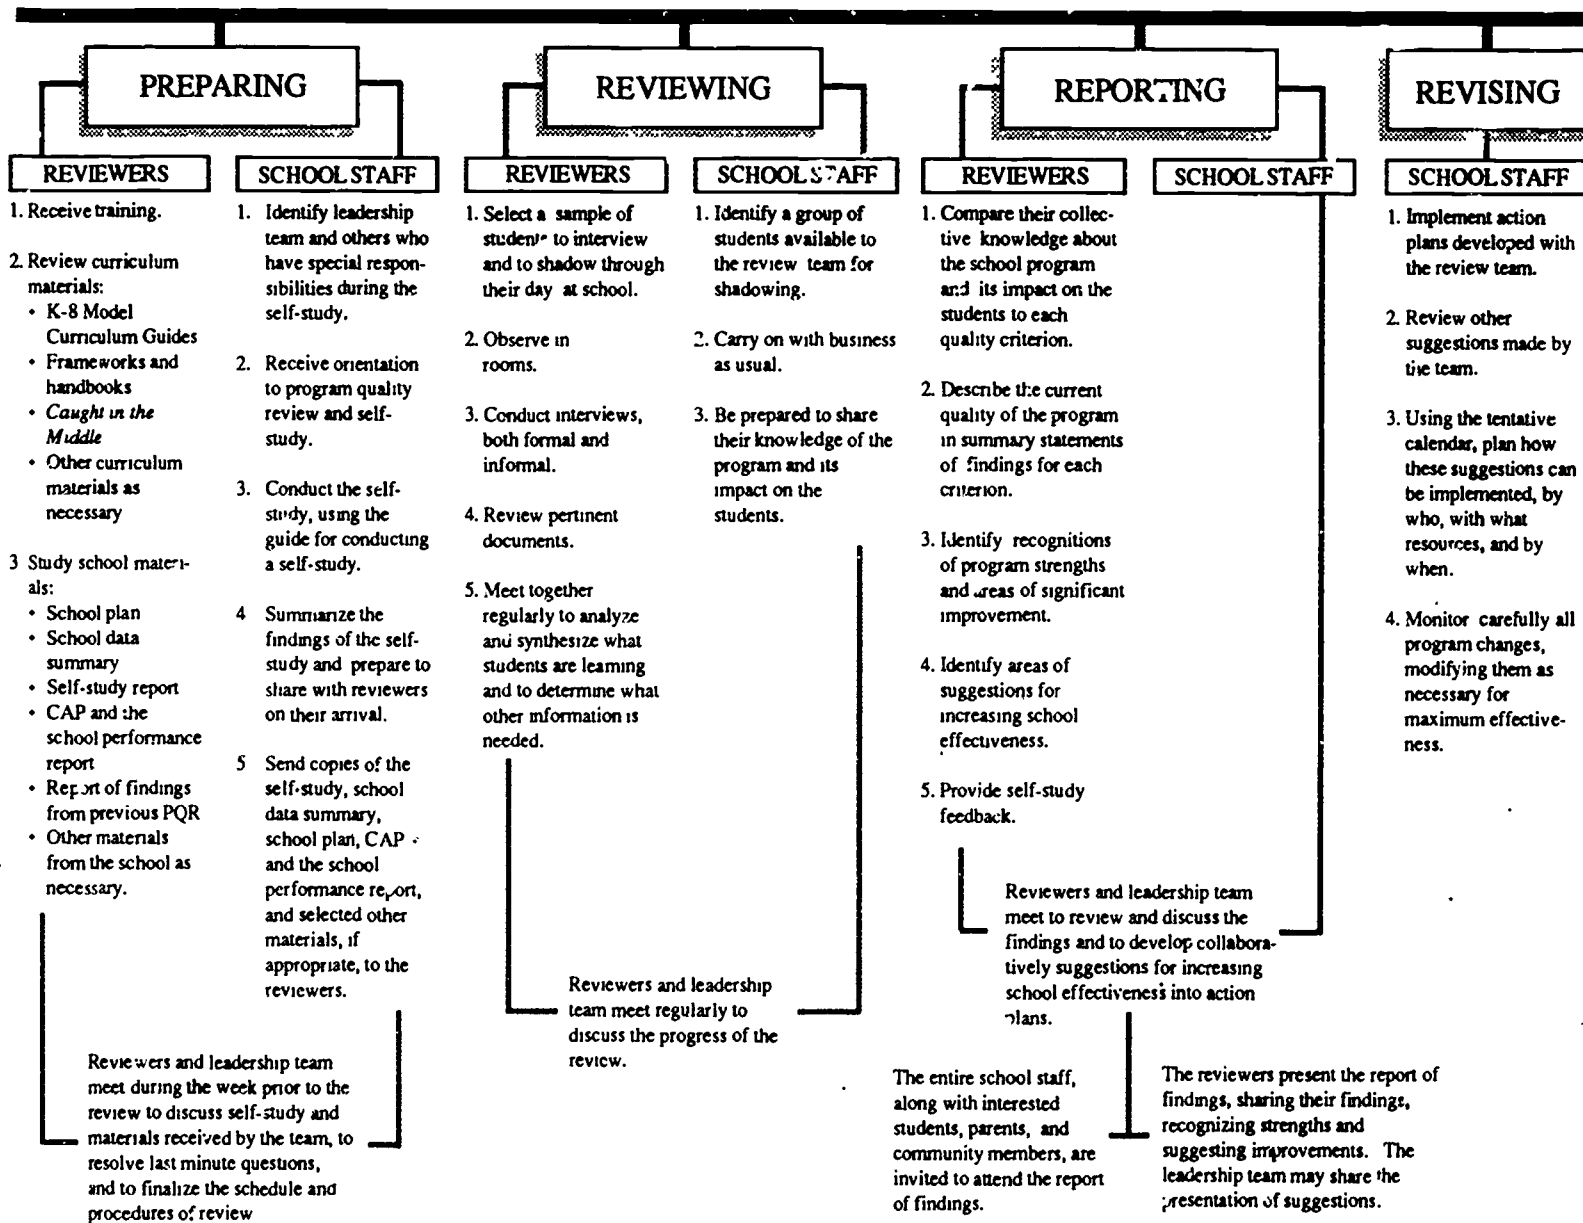 PREPARING
REVIEWERS
1. Receive training.
2. Review curriculum
materials:
• K-8 Model
Curriculum Guides
• Frameworks and
handbooks
• Caught in the
Middle
• Other curriculum
materials as
necessary
3 Study school materi-
als:
• School plan
• School data
summary
• Self-study report
• CAP and the
school performance
report
• Report of findings
from previous PQR
• Other materials
from the school as
necessary.
SCHOOL STAFF
1. Identify leadership
team and others who
have special respon-
sibilities during the
self-study.
2. Receive orientation
to program quality
review and self-
study.
3. Conduct the self-
study, using the
guide for conducting
a self-study.
4 Summarize the
findings of the self-
study and prepare to
share with reviewers
on their arrival.
5 Send copies of the
self-study, school
data summary,
school plan, CAP
and the school
performance report,
and selected other
materials, if
appropriate, to the
reviewers.
Reviewers and leadership team
meet during the week prior to the
review to discuss self-study and
materials received by the team, to
resolve last minute questions,
and to finalize the schedule and
procedures of review
REVIEWING
REVIEWERS
1. Select a sample of
students to interview
and to shadow through
their day at school.
2. Observe in
rooms.
3. Conduct interviews,
both formal and
informal.
4. Review pertinent
documents.
5. Meet together
regularly to analyze
and synthesize what
students are learning
and to determine what
other information is
needed.
SCHOOL STAFF
1. Identify a group of
students available to
the review team for
shadowing.
2. Carry on with business
as usual.
3. Be prepared to share
their knowledge of the
program and its
impact on the
students.
Reviewers and leadership
team meet regularly to
discuss the progress of the
review.
REPORTING
REVIEWERS
1. Compare their collec-
tive knowledge about
the school program
and its impact on the
students to each
quality criterion.
2. Describe the current
quality of the program
in summary statements
of findings for each
criterion.
3. Identify recognitions
of program strengths
and areas of significant
improvement.
4. Identify areas of
suggestions for
increasing school
effectiveness.
5. Provide self-study
feedback.
SCHOOL STAFF
Reviewers and leadership team
meet to review and discuss the
findings and to develop collabora-
tively suggestions for increasing
school effectiveness into action
plans.
The entire school staff,
along with interested
students, parents, and
community members, are
invited to attend the report
of findings.
The reviewers present the report of
findings, sharing their findings,
recognizing strengths and
suggesting improvements. The
leadership team may share the
presentation of suggestions.
REVISING
SCHOOL STAFF
1. Implement action
plans developed with
the review team.
2. Review other
suggestions made by
the team.
3. Using the tentative
calendar, plan how
these suggestions can
be implemented, by
who, with what
resources, and by
when.
4. Monitor carefully all
program changes,
modifying them as
necessary for
maximum effective-
ness.